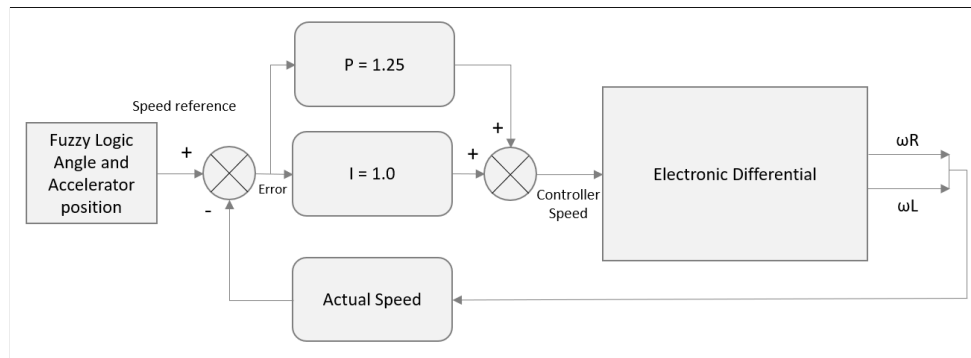 P = 1.25
Speed reference
Fuzzy Logic
Angle and
Accelerator
position
+
-
Error
I = 1.0
+
+
Controller
Speed
Electronic Differential
ωR
ωL
Actual Speed